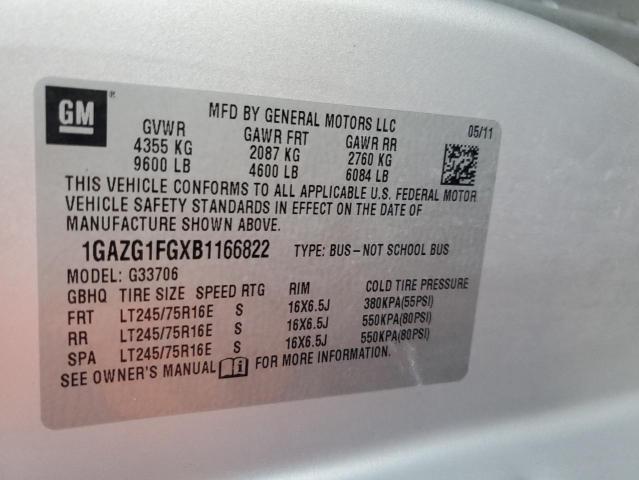 GM ® MFD BY GENERAL MOTORS LLC 05/11
GVWR GAWR FRT GAWR RR
4355 KG 2087 KG 2760 KG
9600 LB 4600 LB 6084 LB
THIS VEHICLE CONFORMS TO ALL APPLICABLE U.S. FEDERAL MOTOR
VEHICLE SAFETY STANDARDS IN EFFECT ON THE DATE OF
MANUFACTURE SHOWN ABOVE.
1GAZG1FGXB1166822 TYPE: BUS–NOT SCHOOL BUS
MODEL: G33706
GBHQ TIRE SIZE SPEED RTG RIM COLD TIRE PRESSURE
FRT LT245/75R16E S 16X6.5J 380KPA(55PSI)
RR LT245/75R16E S 16X6.5J 550KPA(80PSI)
SPA LT245/75R16E S 16X6.5J 550KPA(80PSI)
SEE OWNER'S MANUAL i FOR MORE INFORMATION.